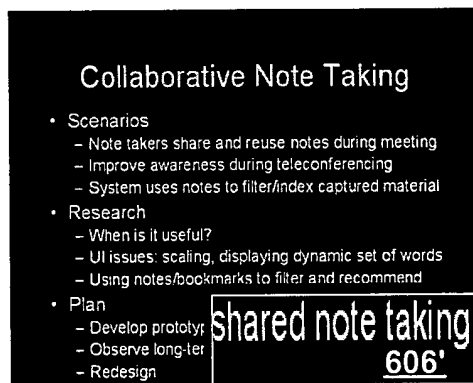 Collaborative Note Taking
• Scenarios
– Note takers share and reuse notes during meeting
– Improve awareness during teleconferencing
– System uses notes to filter/index captured material
• Research
– When is it useful?
– UI issues: scaling, displaying dynamic set of words
– Using notes/bookmarks to filter and recommend
• Plan
– Develop prototyp
– Observe long-ter
– Redesign
shared note taking
606'